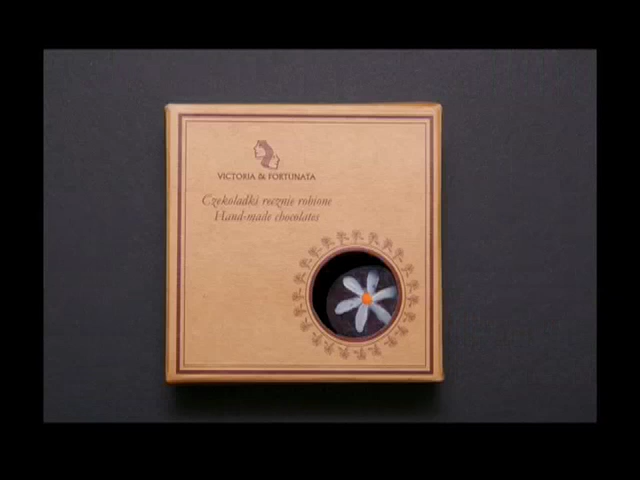 VICTORIA & FORTUNATA
Czekoladki ręcznie robione
Hand-made chocolates